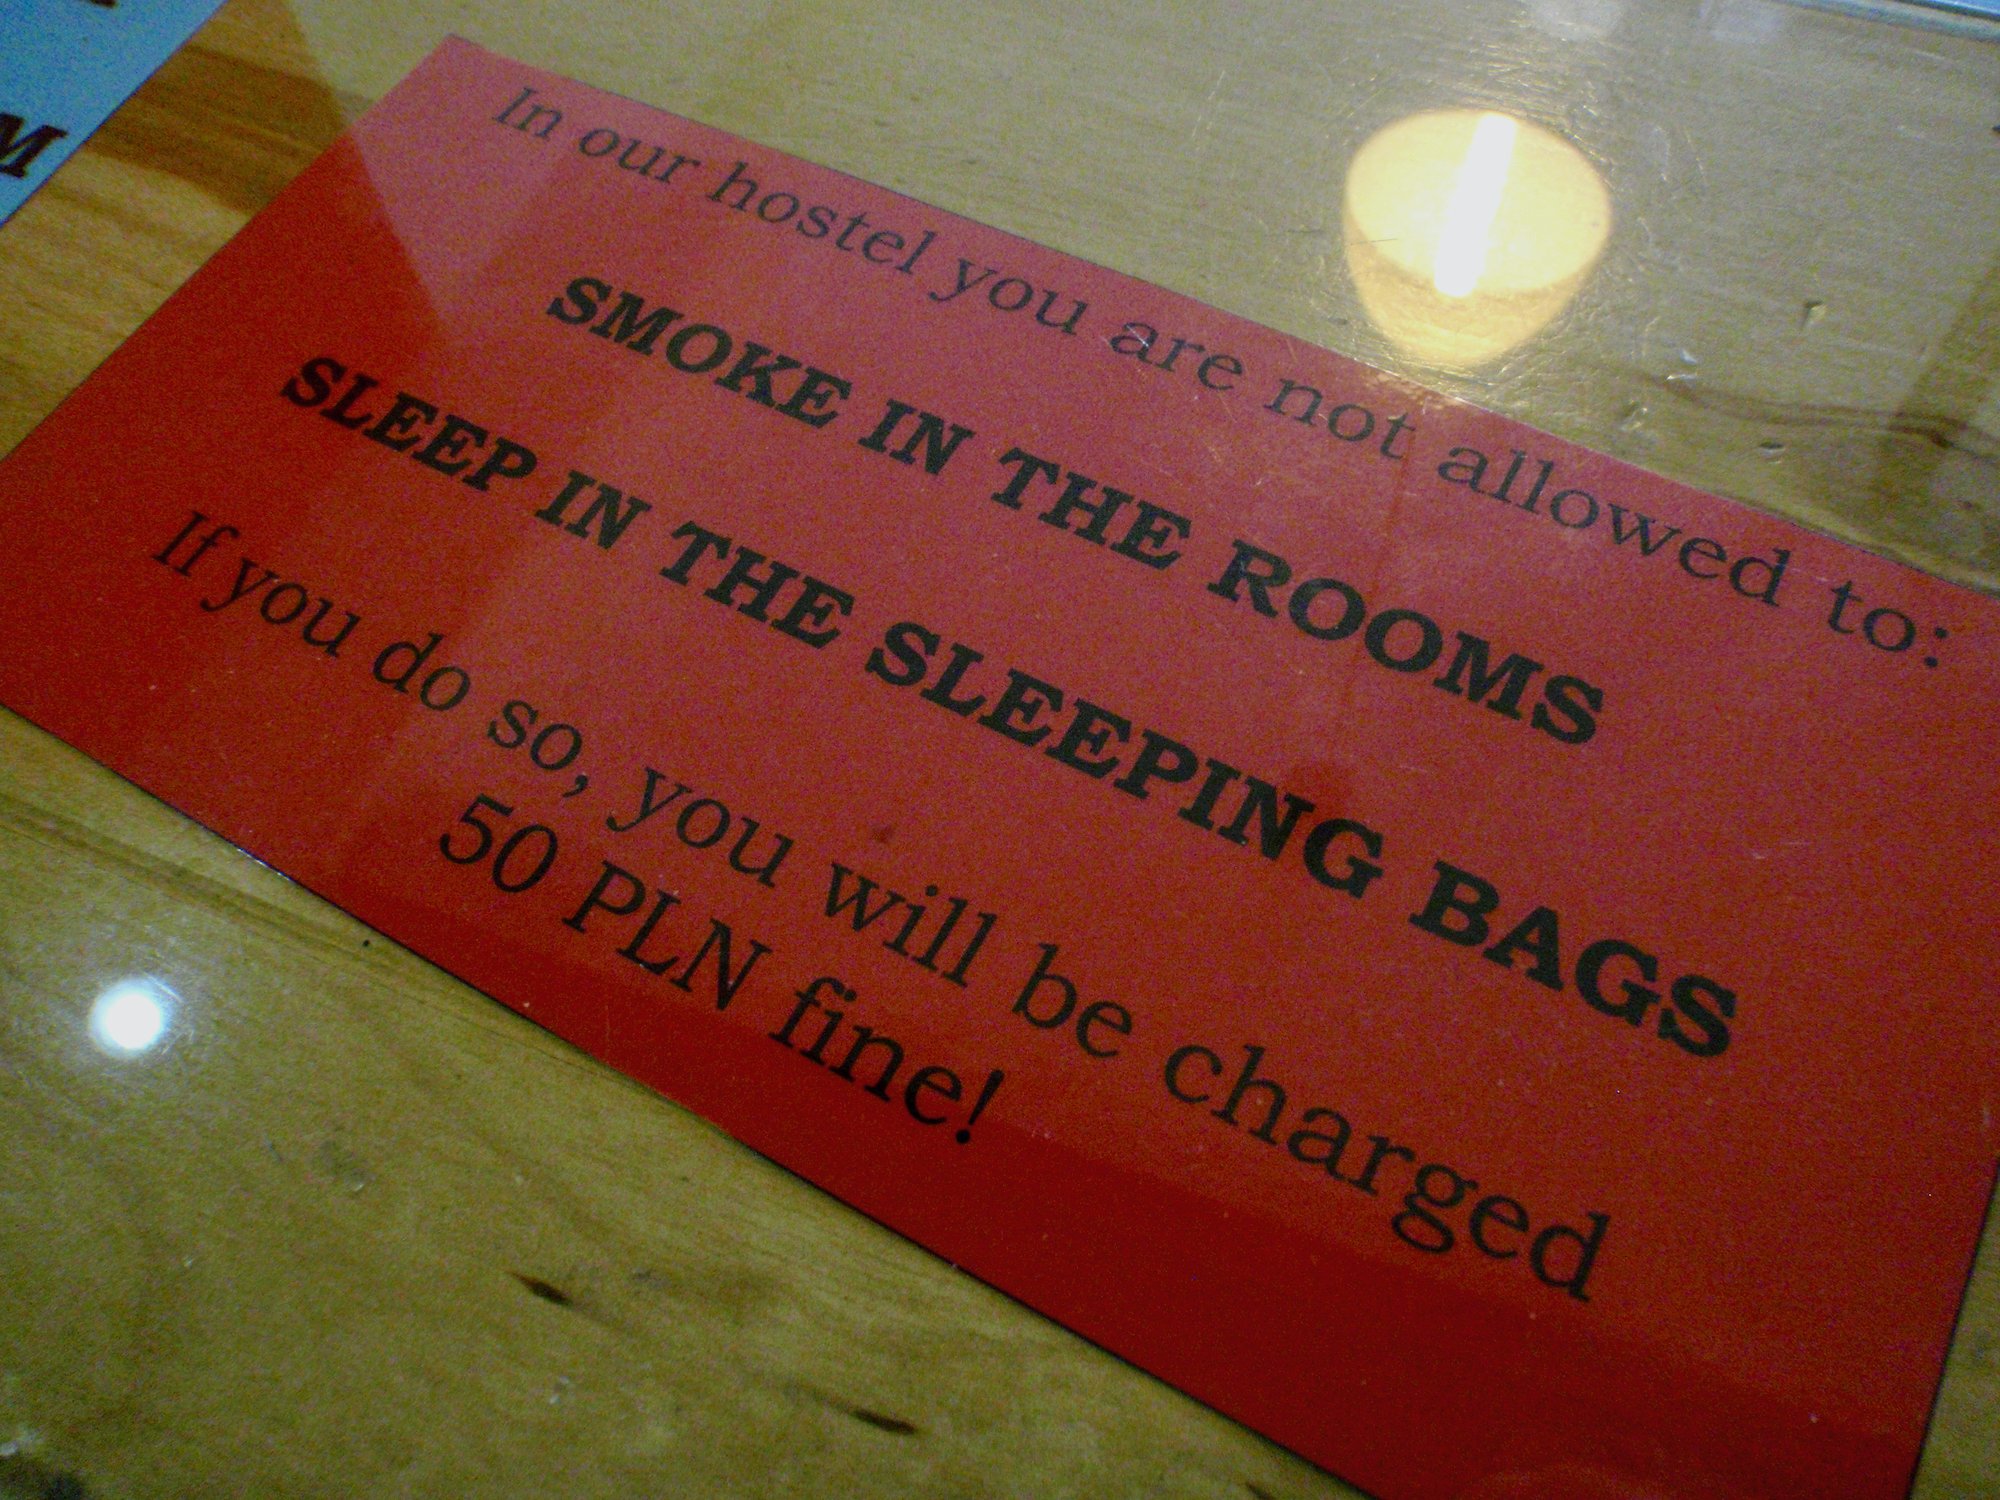 In our hostel you are not allowed to:
SMOKE IN THE ROOMS
SLEEP IN THE SLEEPING BAGS
If you do so, you will be charged
50 PLN fine!
M